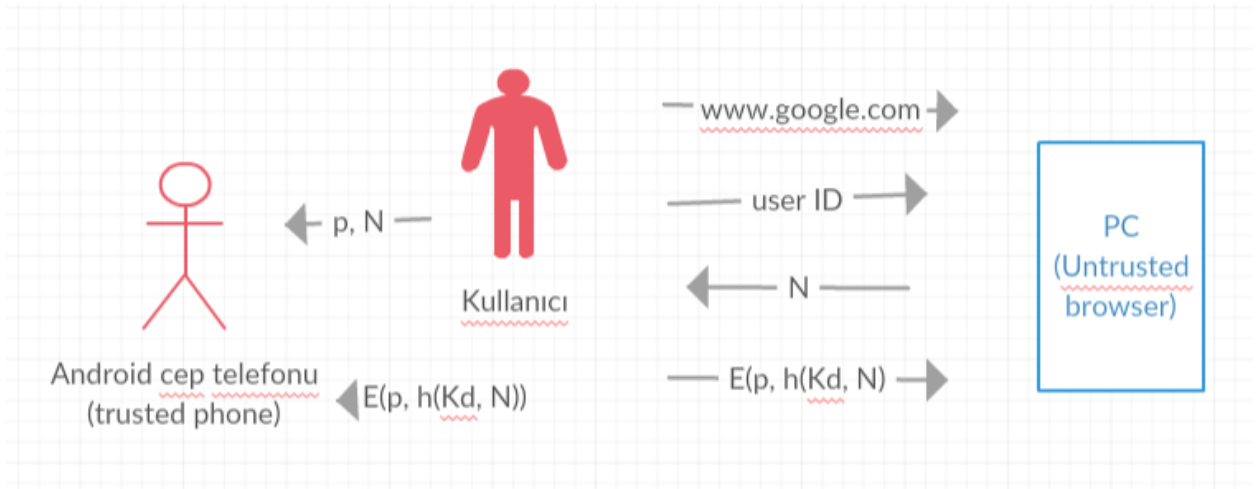 www.google.com
user ID
p, N
PC
(Untrusted
browser)
N
Kullanıcı
Android cep telefonu
(trusted phone)
E(p, h(Kd, N))
E(p, h(Kd, N)